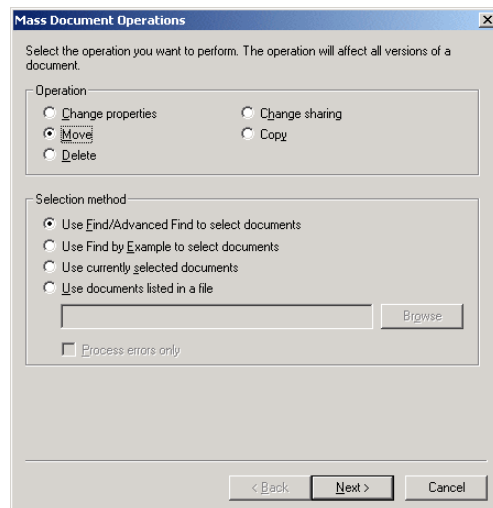 Mass Document Operations
Select the operation you want to perform. The operation will affect all versions of a
document.
Operation
Change properties
Change sharing
Move
Copy
Delete
Selection method
Use Find/Advanced Find to select documents
Use Find by Example to select documents
Use currently selected documents
Use documents listed in a file
Browse
Process errors only
< Back
Next >
Cancel